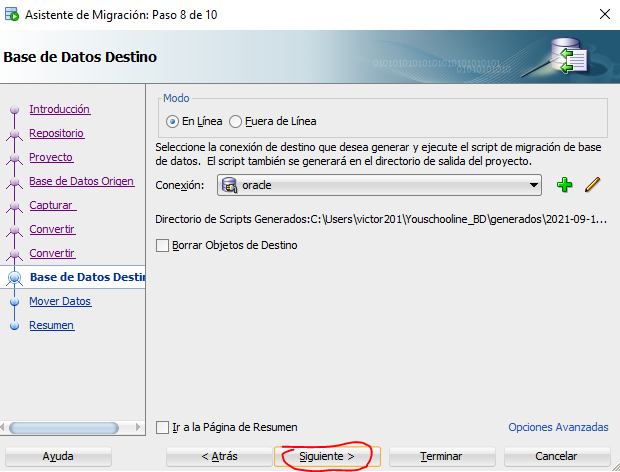 Asistente de Migración: Paso 8 de 10
Base de Datos Destino
Introducción
Repositorio
Proyecto
Base de Datos Origen
Capturar
Convertir
Convertir
Base de Datos Destin
Mover Datos
Resumen
Modo
En Línea
Fuera de Línea
Seleccione la conexión de destino que desea generar y ejecute el script de migración de base
de datos. El script también se generará en el directorio de salida del proyecto.
Conexión:
oracle
Directorio de Scripts Generados:C:\Users\victor201\Youschooline_BD\generados\2021-09-1...
Borrar Objetos de Destino
Ir a la Página de Resumen
Opciones Avanzadas
Ayuda
< Atrás
Siguiente >
Terminar
Cancelar